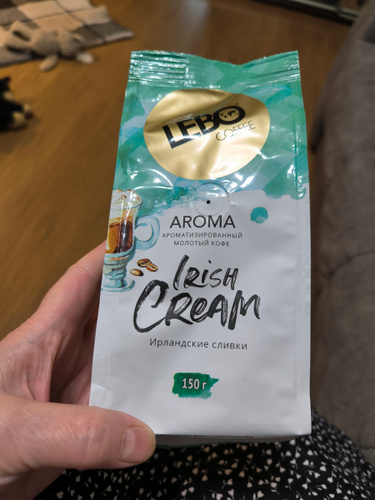 LEBO
COFFEE
AROMA
АРОМАТИЗИРОВАННЫЙ
МОЛОТЫЙ КОФЕ
IRISH
CREAM
Ирландские сливки
150 г